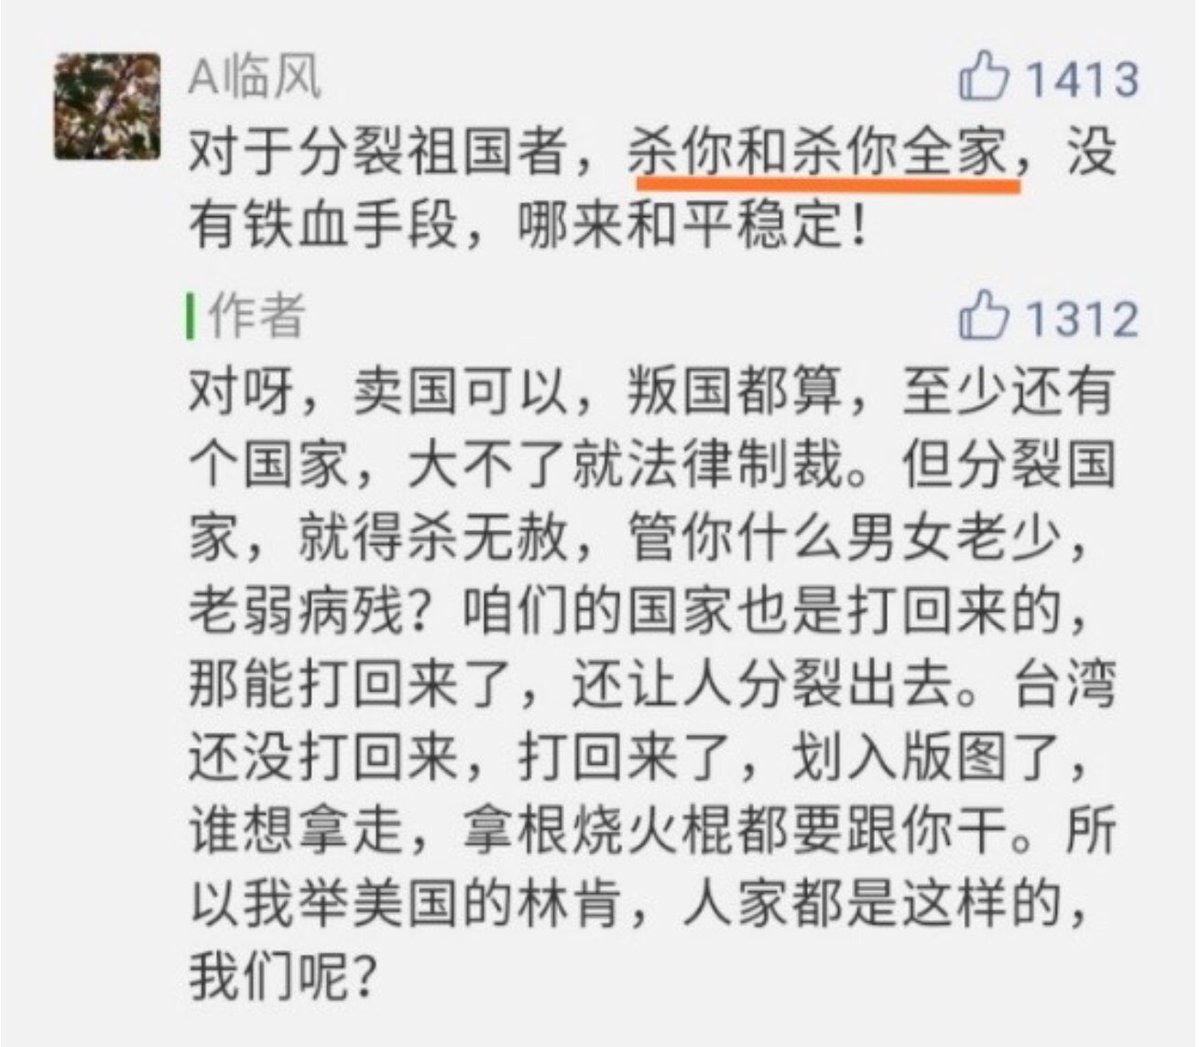 A临风
1413
对于分裂祖国者，杀你和杀你全家，没
有铁血手段，哪来和平稳定！
作者
1312
对呀，卖国可以，叛国都算，至少还有
个国家，大不了就法律制裁。但分裂国
家，就得杀无赦，管你什么男女老少，
老弱病残？咱们的国家也是打回来的，
那能打回来了，还让人分裂出去。台湾
还没打回来，打回来了，划入版图了，
谁想拿走，拿根烧火棍都要跟你干。所
以我举美国的林肯，人家都是这样的，
我们呢？